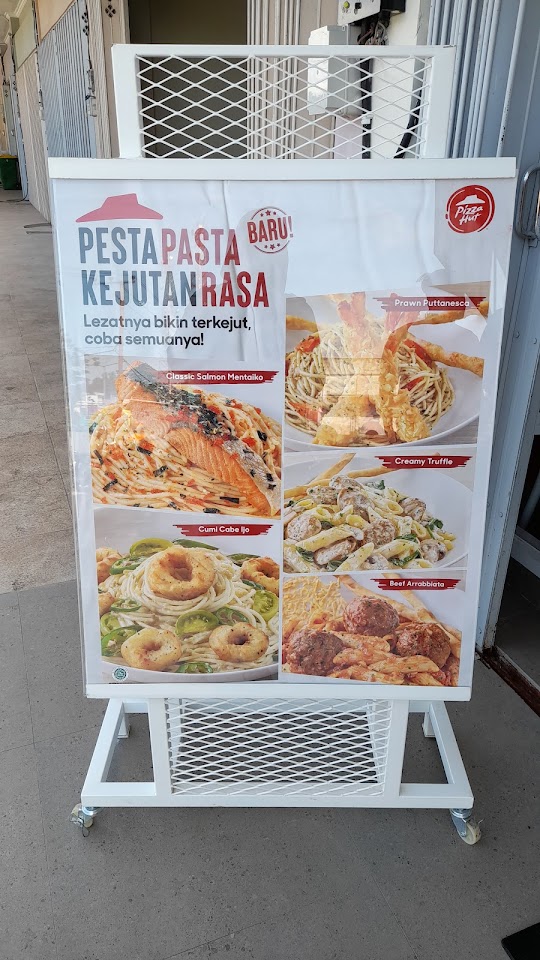 PESTA PASTA
KEJUTAN RASA
BARU!
Lezatnya bikin terkejut,
coba semuanya!
Pizza
Hut
Prawn Puttanesca
Classic Salmon Mentaiko
Creamy Truffle
Cumi Cabe Ijo
Beef Arrabbiata